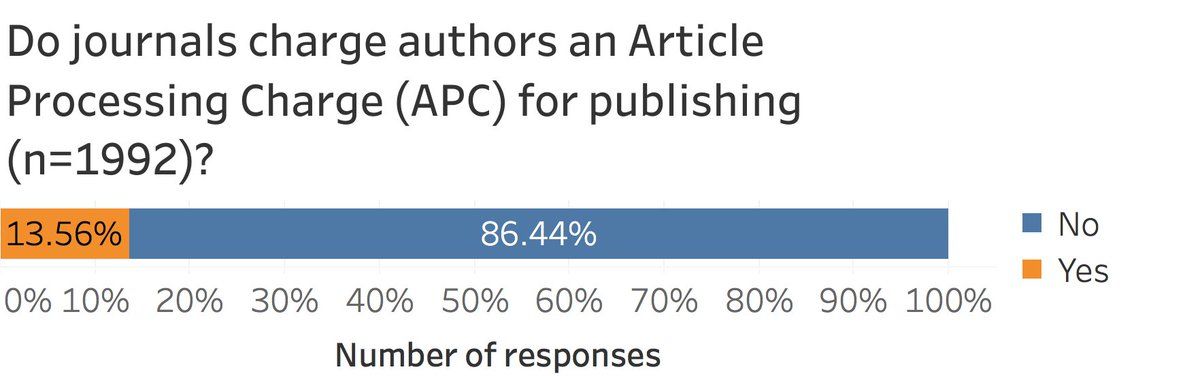 Do journals charge authors an Article
Processing Charge (APC) for publishing
(n=1992)?
13.56% 86.44%
No
Yes
0% 10% 20% 30% 40% 50% 60% 70% 80% 90% 100%
Number of responses